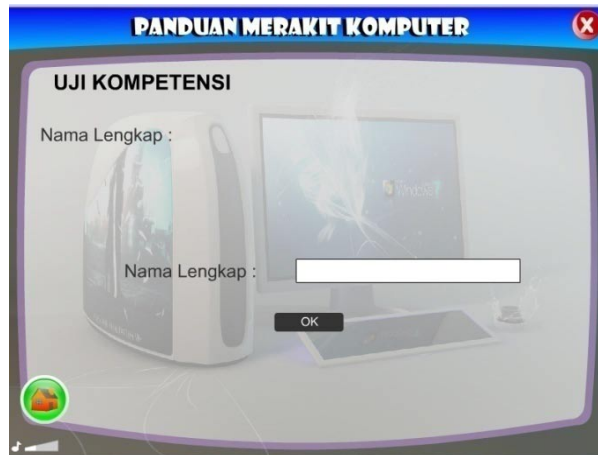 PANDUAN MERAKIT KOMPUTER
UJI KOMPETENSI
Nama Lengkap :
Nama Lengkap :
OK